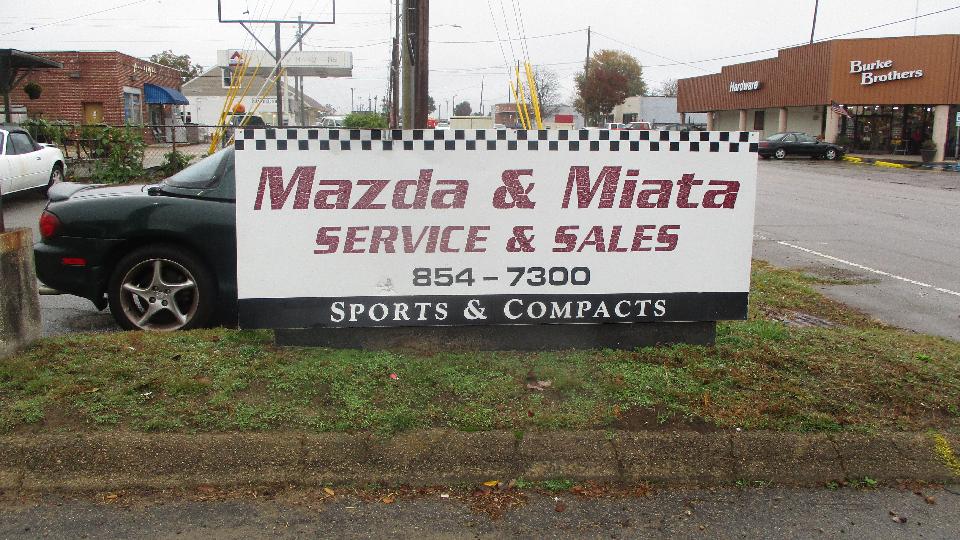 Mazda & Miata
SERVICE & SALES
854-7300
SPORTS & COMPACTS
Hardware
Burke
Brothers